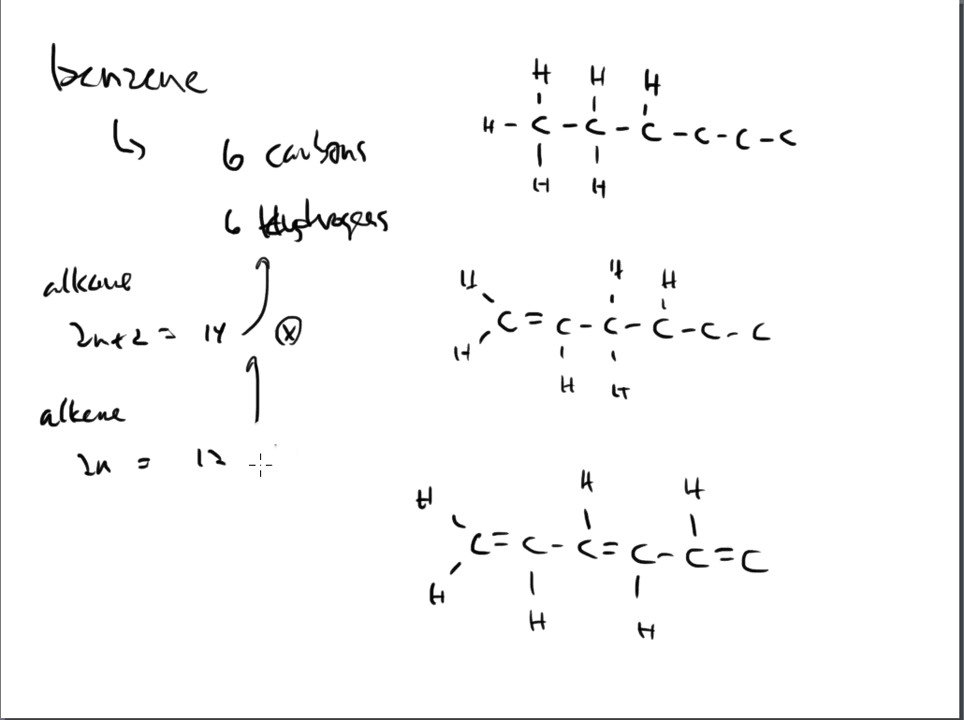 benzene
↳ 6 carbons
6 Hydrogens
alkane
2n+2 = 14 ⓧ
alkene
2n = 12
H H H
H - C - C - C - C - C - C
H H
H H H
C = C - C - C - C - C
H H H
H H H
C = C - C = C - C = C
H H H